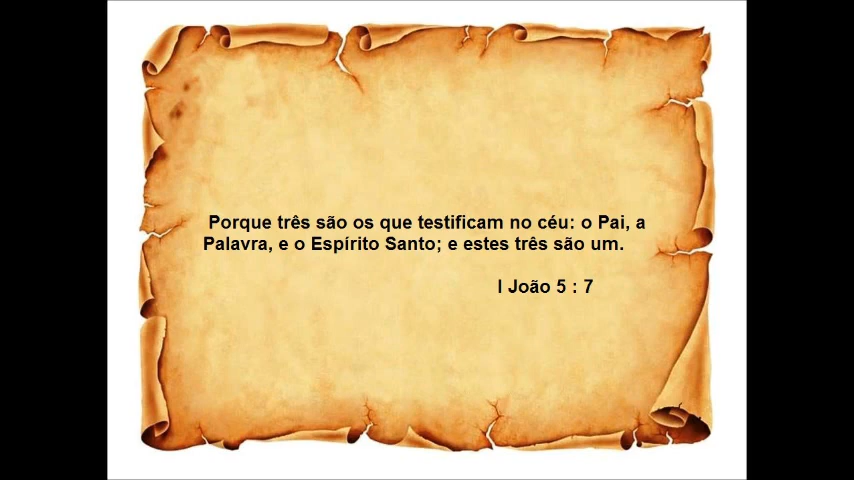 Porque três são os que testificam no céu: o Pai, a
Palavra, e o Espírito Santo; e estes três são um.
I João 5 : 7